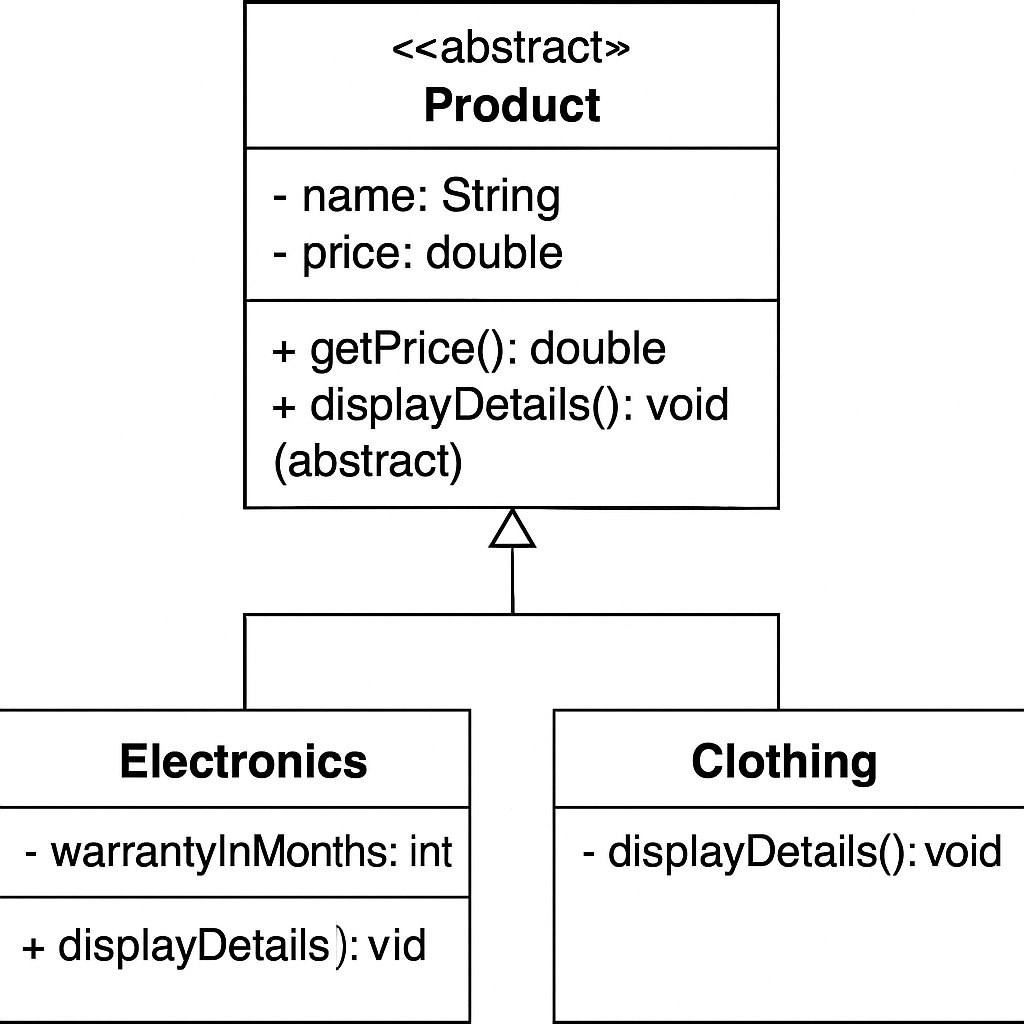 <<abstract>>
Product
- name: String
- price: double
+ getPrice(): double
+ displayDetails(): void
(abstract)
Electronics
- warrantyInMonths: int
+ displayDetails): vid
Clothing
- displayDetails(): void